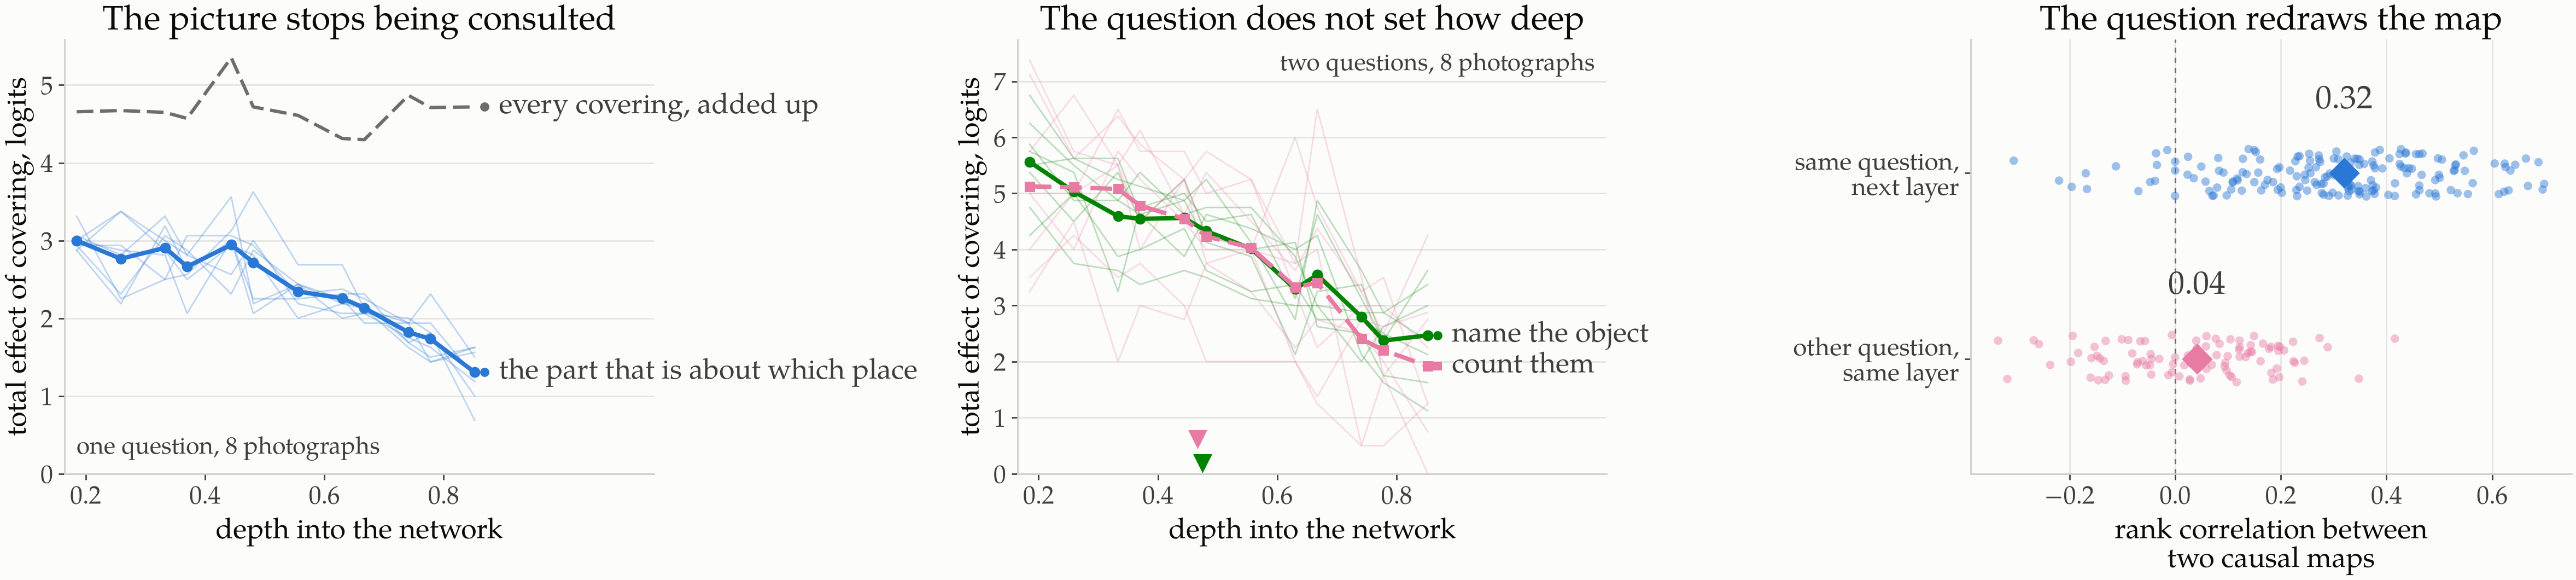 The picture stops being consulted
total effect of covering, logits
5
4
3
2
1
0
every covering, added up
the part that is about which place
one question, 8 photographs
0.2 0.4 0.6 0.8
depth into the network
The question does not set how deep
two questions, 8 photographs
total effect of covering, logits
7
6
5
4
3
2
1
0
name the object
count them
0.2 0.4 0.6 0.8
depth into the network
The question redraws the map
0.32
same question,
next layer
0.04
other question,
same layer
−0.2 0.0 0.2 0.4 0.6
rank correlation between
two causal maps